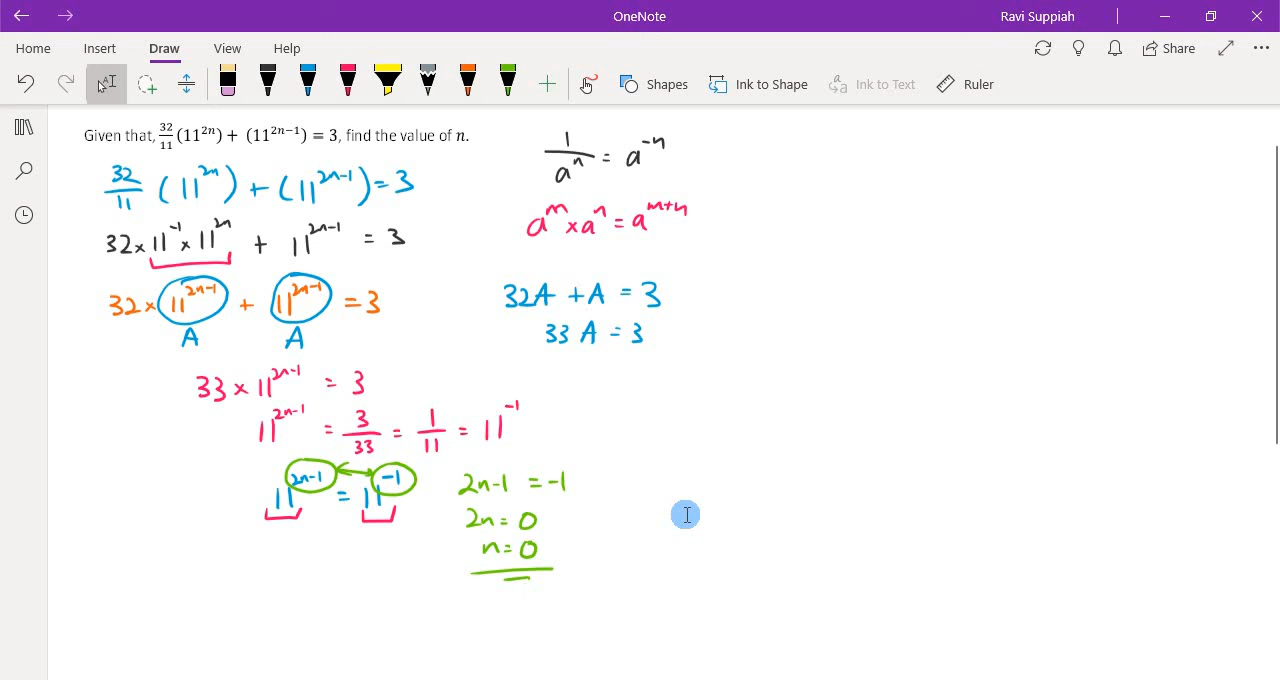 OneNote
Ravi Suppiah
Home Insert Draw View Help
Share
Shapes Ink to Shape Ink to Text Ruler
Given that, 32/11 (11^{2n}) + (11^{2n−1}) = 3, find the value of n.
32/11 (11^{2n}) + (11^{2n-1}) = 3
32 × 11^{-1} × 11^{2n} + 11^{2n-1} = 3
32 × 11^{2n-1} + 11^{2n-1} = 3
A A
1/a^n = a^{-n}
a^m × a^n = a^{m+n}
32A + A = 3
33 A = 3
33 × 11^{2n-1} = 3
11^{2n-1} = 3/33 = 1/11 = 11^{-1}
11^{2n-1} = 11^{-1}
2n-1 = -1
2n = 0
n = 0